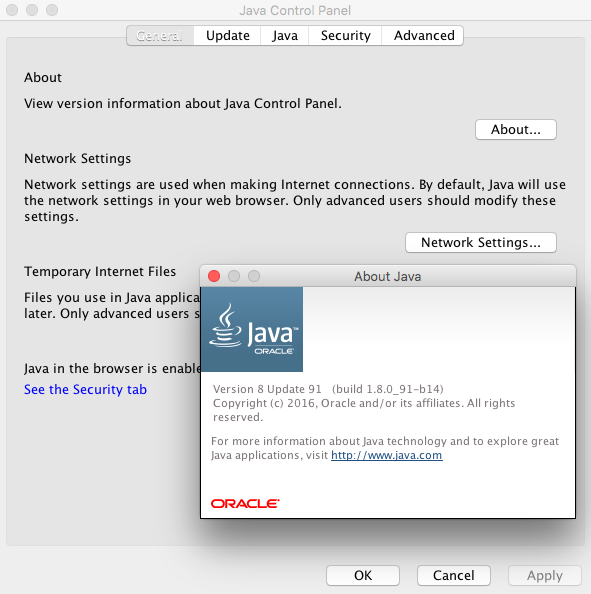 Java Control Panel
General Update Java Security Advanced
About
View version information about Java Control Panel.
About...
Network Settings
Network settings are used when making Internet connections. By default, Java will use
the network settings in your web browser. Only advanced users should modify these
settings.
Network Settings...
Temporary Internet Files
Files you use in Java applica
later. Only advanced users s
Java in the browser is enable
See the Security tab
About Java
Java™
ORACLE
Version 8 Update 91 (build 1.8.0_91-b14)
Copyright (c) 2016, Oracle and/or its affiliates. All rights
reserved.
For more information about Java technology and to explore great
Java applications, visit http://www.java.com
ORACLE
OK Cancel Apply